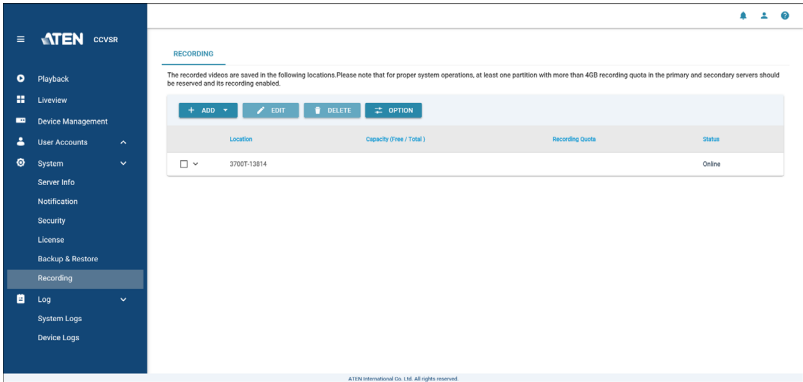 ATEN CCVSR
Playback
Liveview
Device Management
User Accounts
System
Server Info
Notification
Security
License
Backup & Restore
Recording
Log
System Logs
Device Logs
RECORDING
The recorded videos are saved in the following locations.Please note that for proper system operations, at least one partition with more than 4GB recording quota in the primary and secondary servers should
be reserved and its recording enabled.
+ ADD EDIT DELETE OPTION
Location Capacity (Free / Total ) Recording Quota Status
3700T-13814 Online
ATEN International Co. Ltd. All rights reserved.